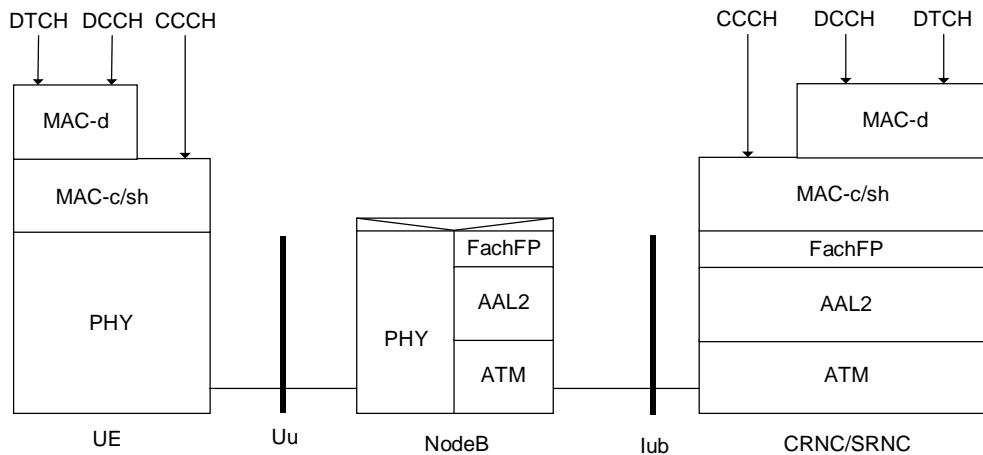 DTCH DCCH CCCH CCCH DCCH DTCH
MAC-d MAC-d
MAC-c/sh MAC-c/sh
FachFP FachFP
PHY PHY AAL2 AAL2
ATM ATM
UE Uu NodeB Iub CRNC/SRNC